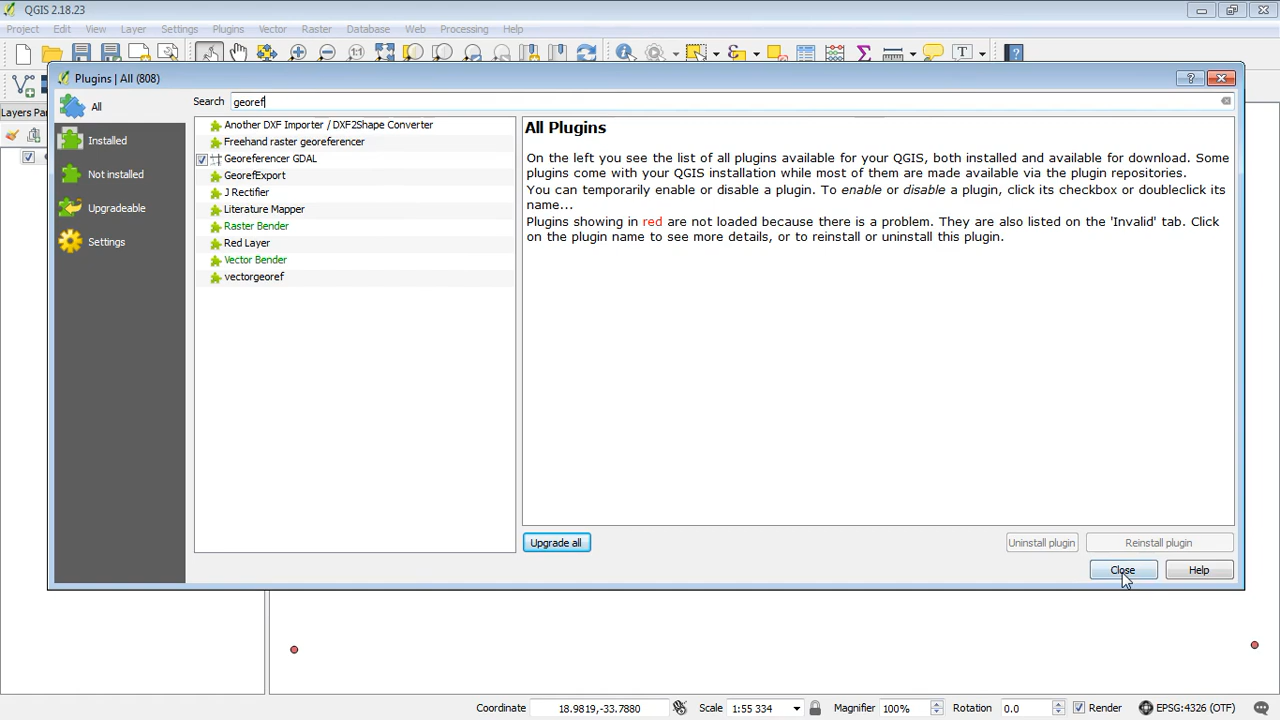 QGIS 2.18.23
Project Edit View Layer Settings Plugins Vector Raster Database Web Processing Help
Plugins | All (808)
Layers Pa
All
Installed
Not installed
Upgradeable
Settings
Search georef
Another DXF Importer / DXF2Shape Converter
Freehand raster georeferencer
Georeferencer GDAL
GeorefExport
J Rectifier
Literature Mapper
Raster Bender
Red Layer
Vector Bender
vectorgeoref
All Plugins
On the left you see the list of all plugins available for your QGIS, both installed and available for download. Some
plugins come with your QGIS installation while most of them are made available via the plugin repositories.
You can temporarily enable or disable a plugin. To enable or disable a plugin, click its checkbox or doubleclick its
name...
Plugins showing in red are not loaded because there is a problem. They are also listed on the 'Invalid' tab. Click
on the plugin name to see more details, or to reinstall or uninstall this plugin.
Upgrade all
Uninstall plugin
Reinstall plugin
Close
Help
Coordinate 18.9819,-33.7880 Scale 1:55 334 Magnifier 100% Rotation 0.0 Render EPSG:4326 (OTF)